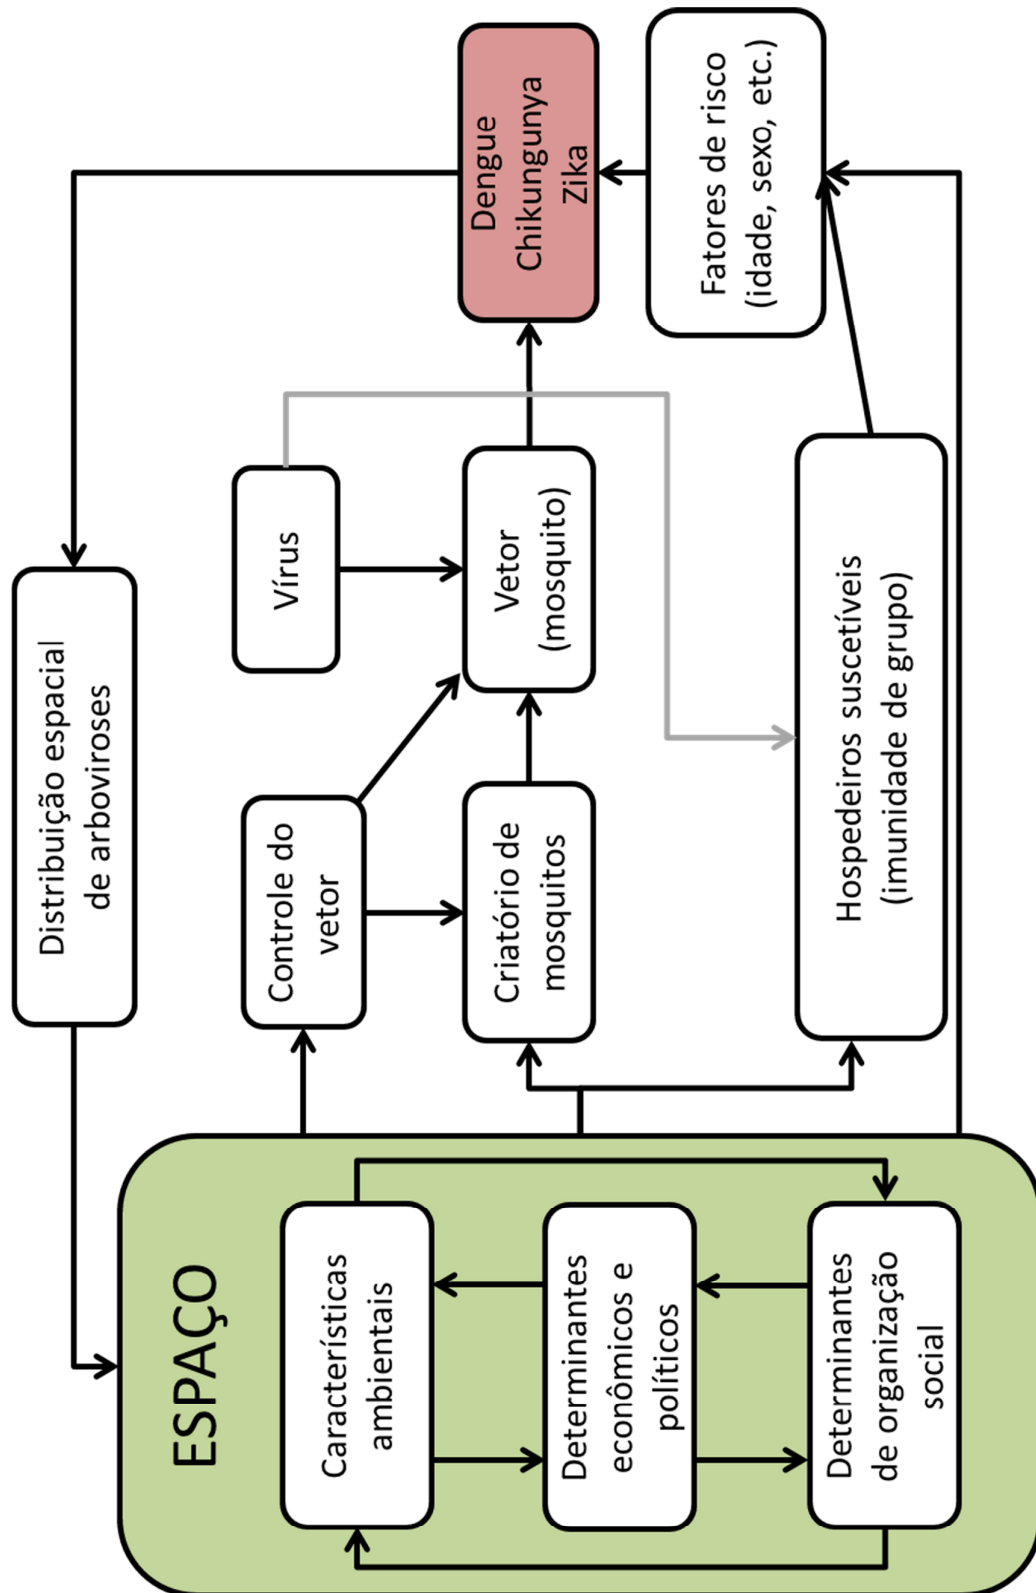 Distribuição espacial
de arboviroses
ESPAÇO
Características
ambientais
Determinantes
econômicos e
políticos
Determinantes
de organização
social
Controle do
vetor
Criatório de
mosquitos
Vírus
Vetor
(mosquito)
Hospedeiros suscetíveis
(imunidade de grupo)
Dengue
Chikungunya
Zika
Fatores de risco
(idade, sexo, etc.)